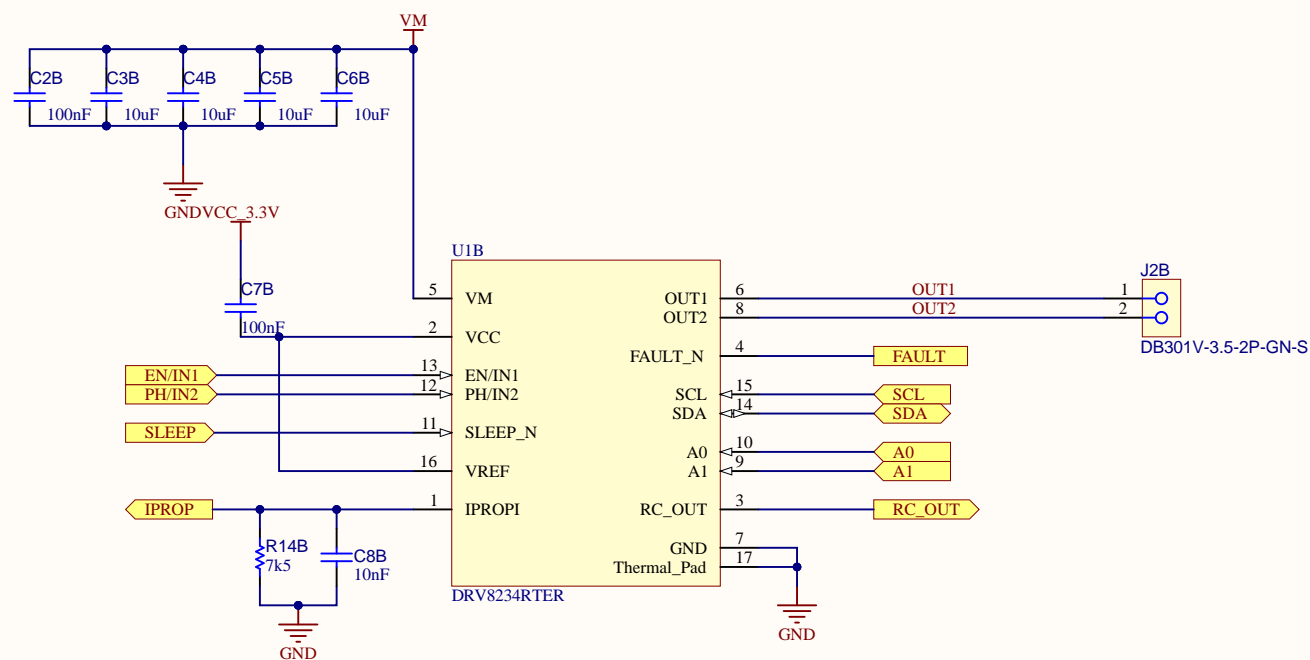 VM
C2B C3B C4B C5B C6B
100nF 10uF 10uF 10uF 10uF
GND
VCC_3.3V
C7B
100nF
U1B
5 VM
2 VCC
EN/IN1 13 EN/IN1
PH/IN2 12 PH/IN2
SLEEP 11 SLEEP_N
16 VREF
IPROP 1 IPROPI
R14B
7k5
C8B
10nF
GND
OUT1 6 OUT1 1
OUT2 8 OUT2 2
J2B
DB301V-3.5-2P-GN-S
FAULT_N 4 FAULT
SCL 15 SCL
SDA 14 SDA
A0 10 A0
A1 9 A1
RC_OUT 3 RC_OUT
GND 7
Thermal_Pad 17
GND
DRV8234RTER